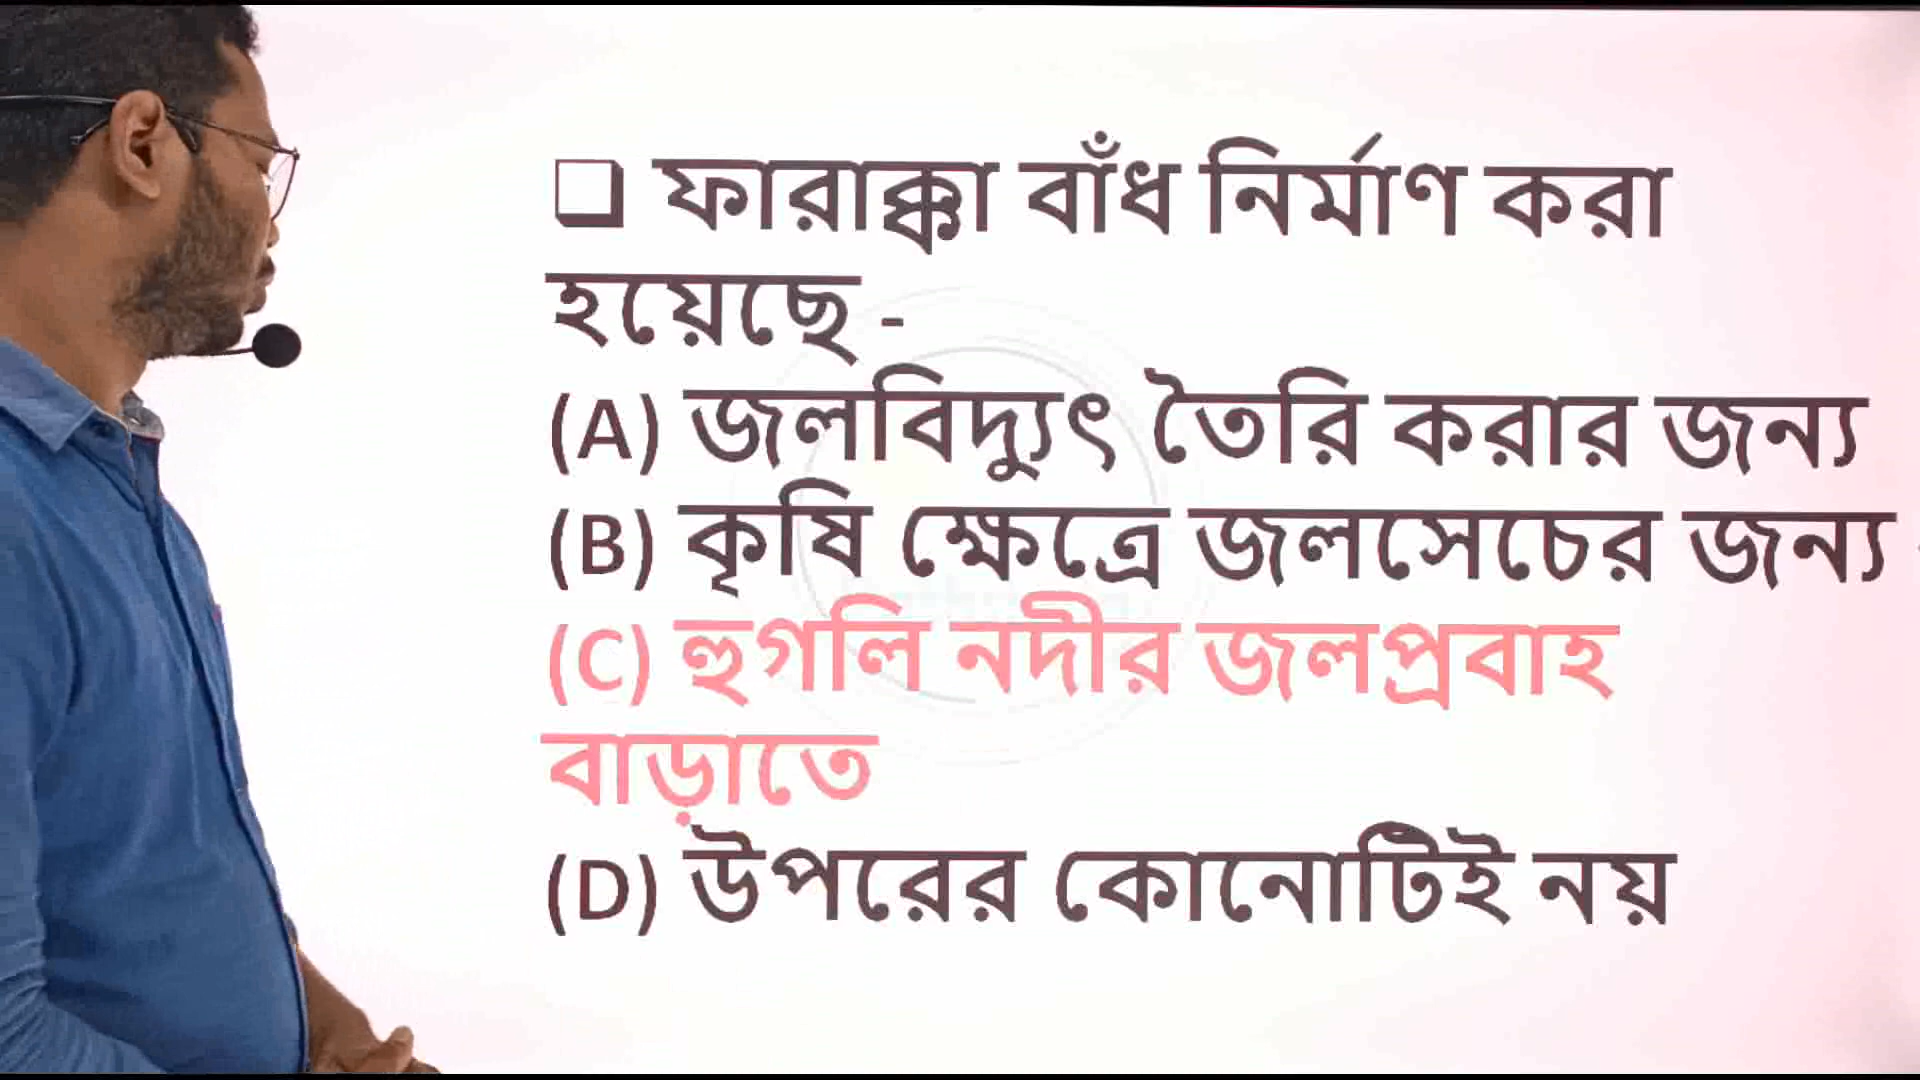 ❑ ফারাক্কা বাঁধ নির্মাণ করা
হয়েছে -
(A) জলবিদ্যুৎ তৈরি করার জন্য
(B) কৃষি ক্ষেত্রে জলসেচের জন্য
(C) হুগলি নদীর জলপ্রবাহ
বাড়াতে
(D) উপরের কোনোটিই নয়